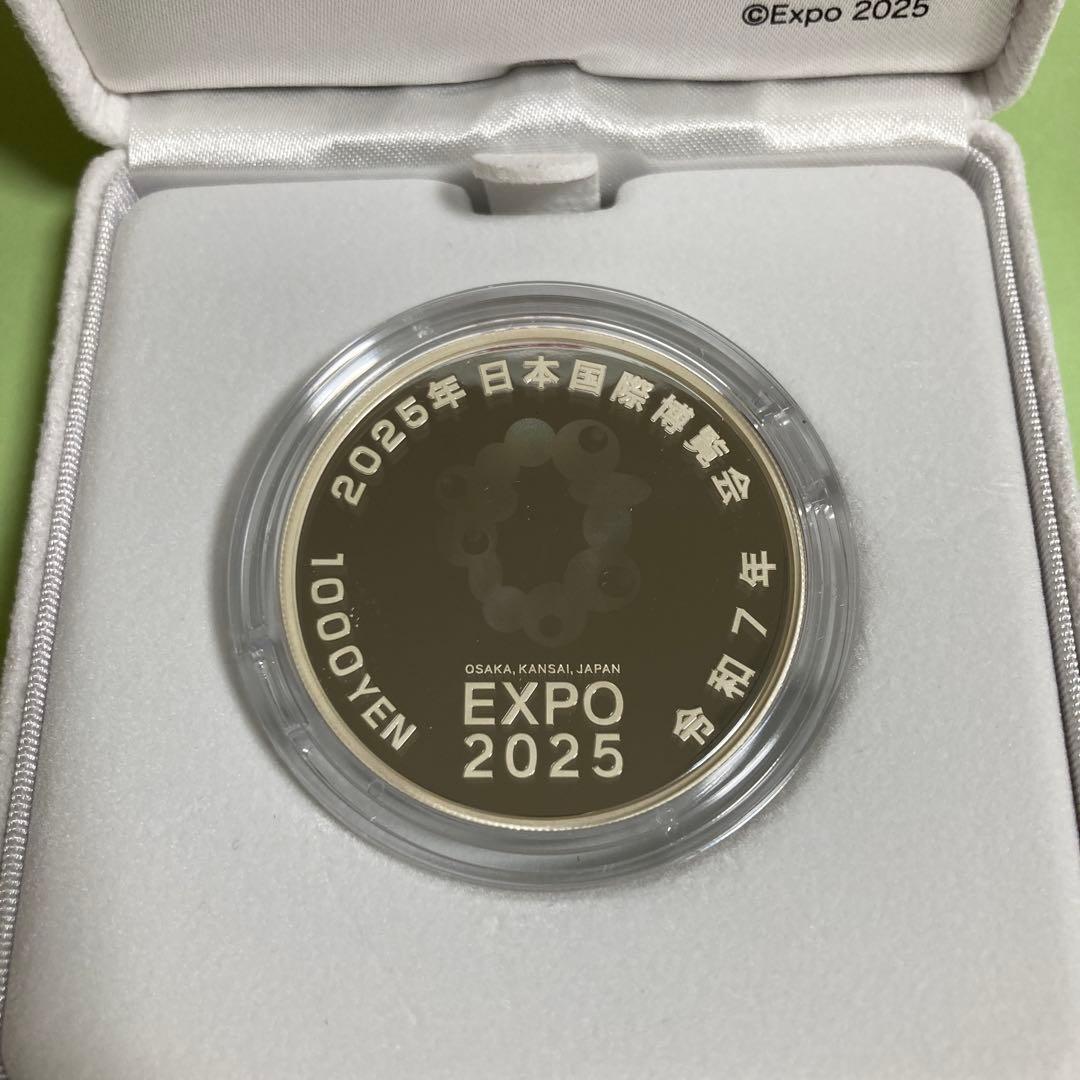 ©Expo 2025
2025年 日本国際博覧会
1000YEN
令和7年
OSAKA, KANSAI, JAPAN
EXPO
2025